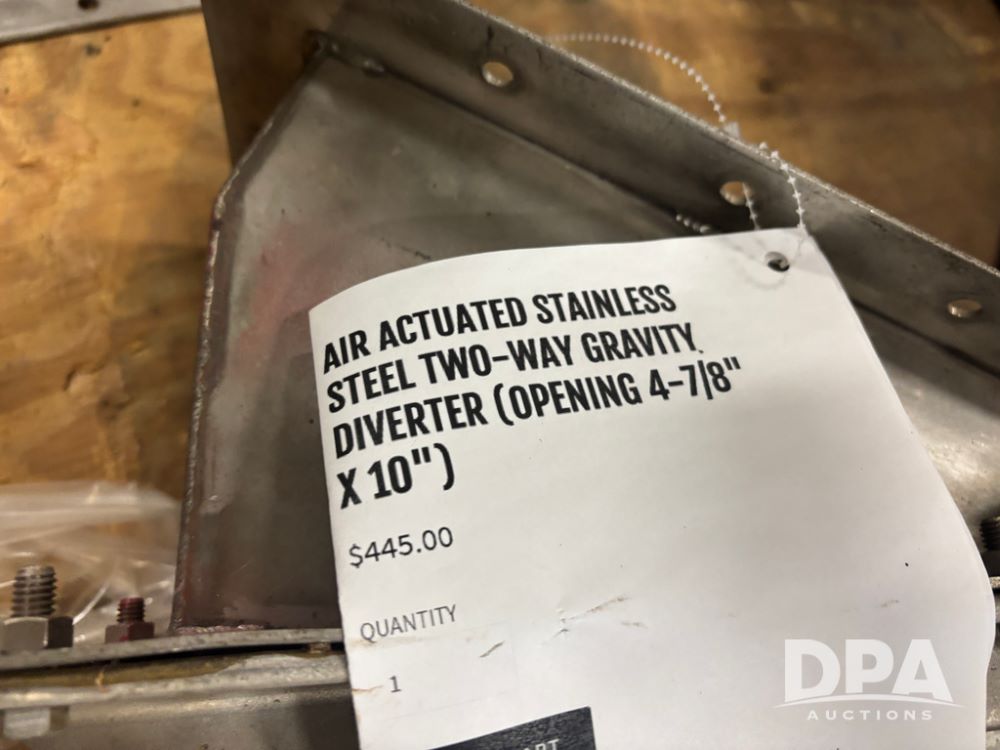 AIR ACTUATED STAINLESS
STEEL TWO-WAY GRAVITY
DIVERTER (OPENING 4-7/8"
X 10")
$445.00
QUANTITY
1
DPA
AUCTIONS